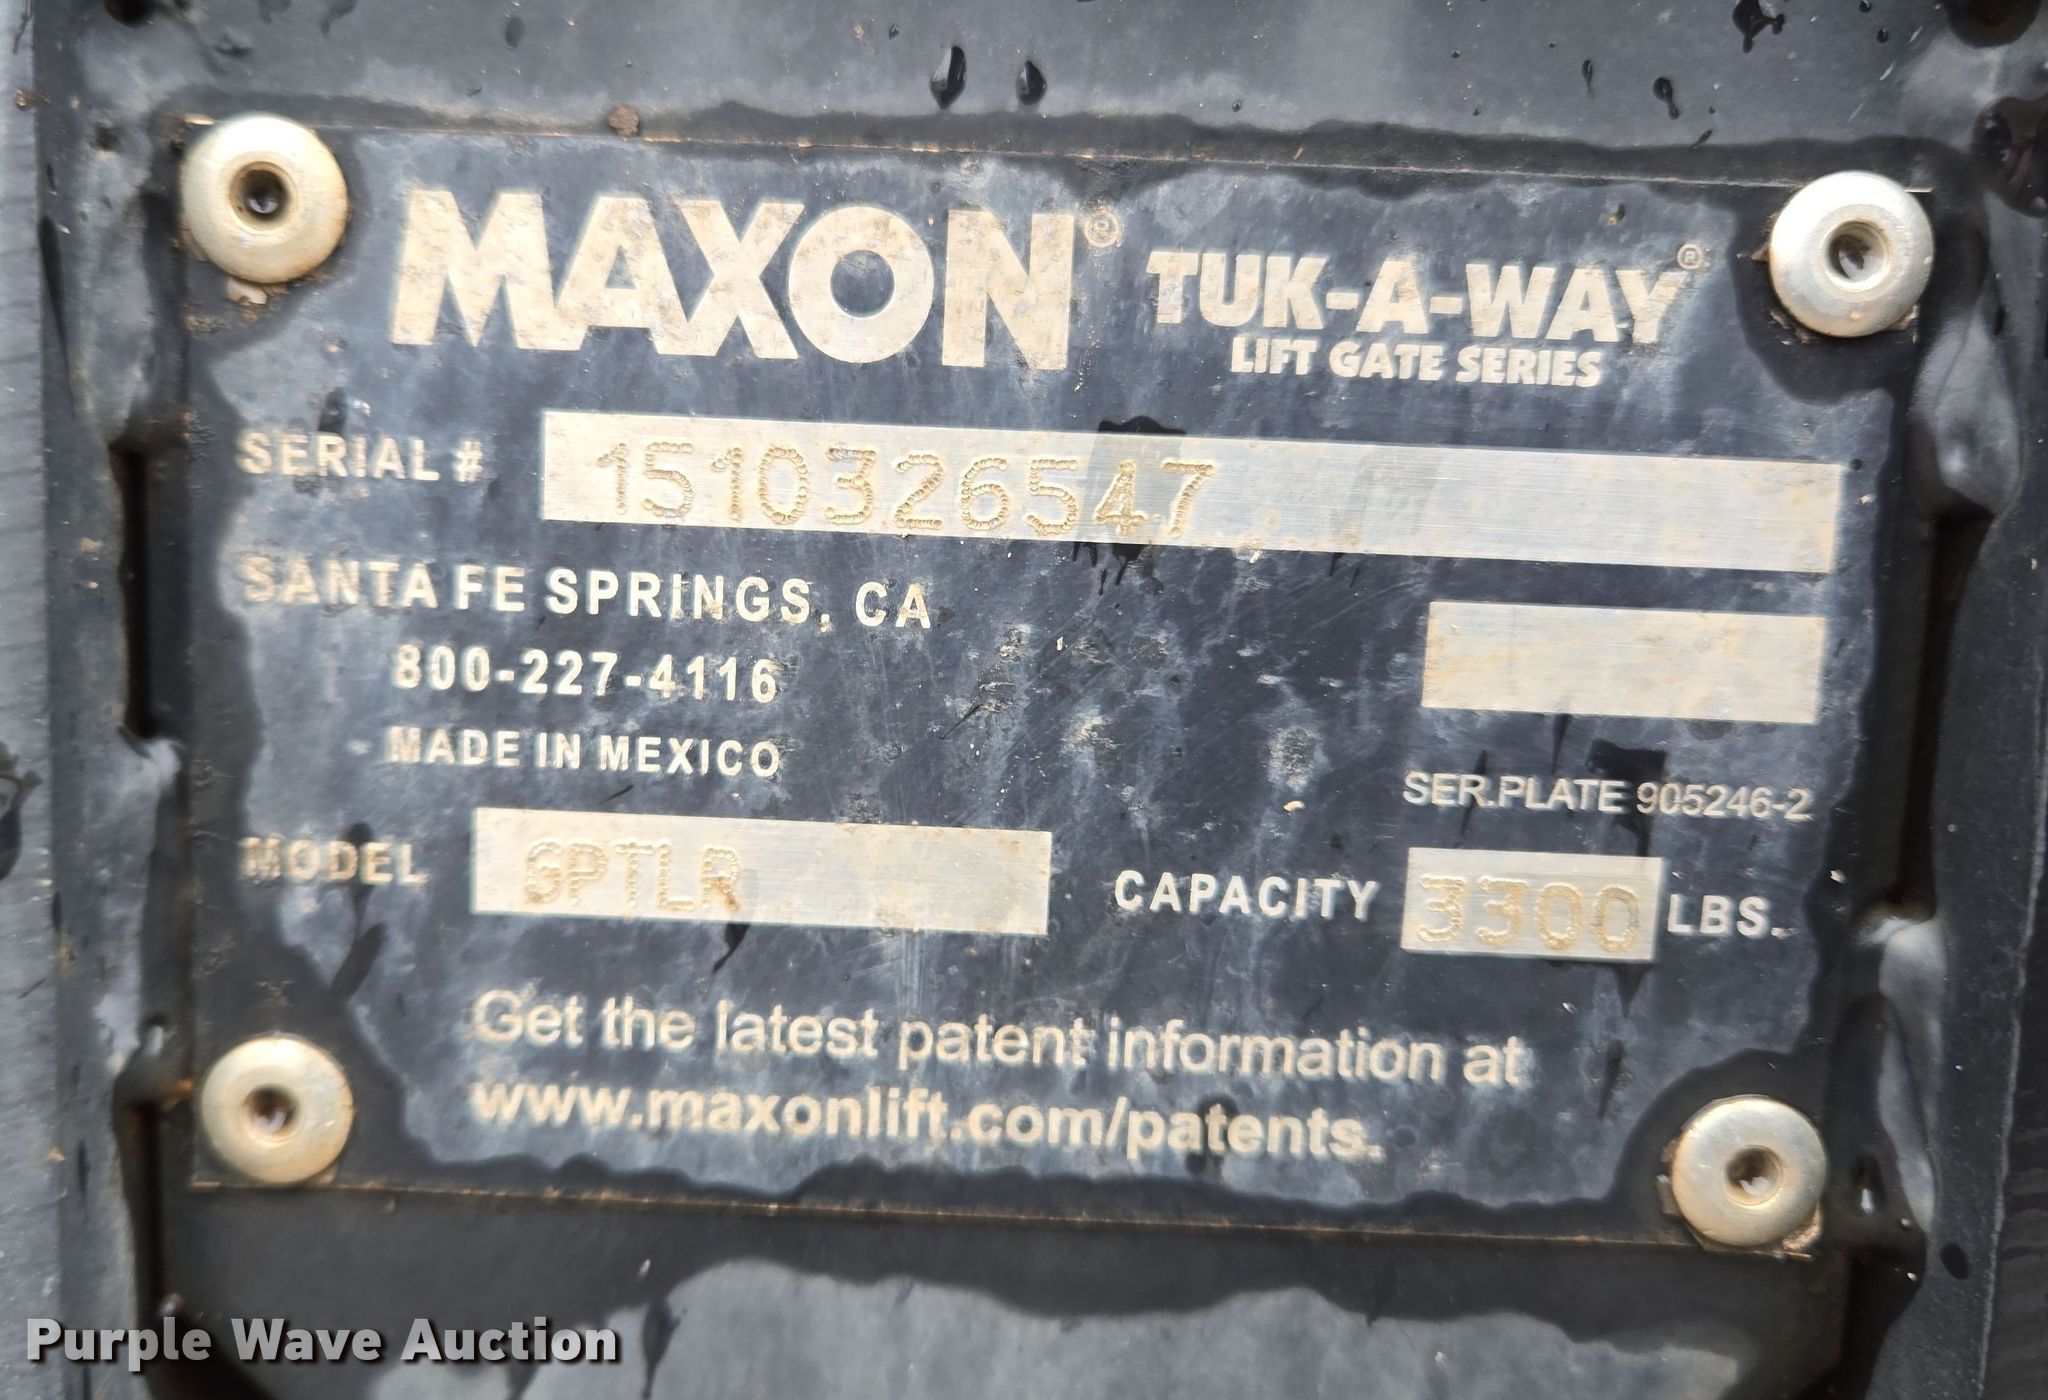 MAXON® TUK-A-WAY®
LIFT GATE SERIES
SERIAL # 1510326547
SANTA FE SPRINGS, CA
800-227-4116
MADE IN MEXICO
SER.PLATE 905246-2
MODEL GPTLR CAPACITY 3300 LBS.
Get the latest patent information at
www.maxonlift.com/patents.
Purple Wave Auction